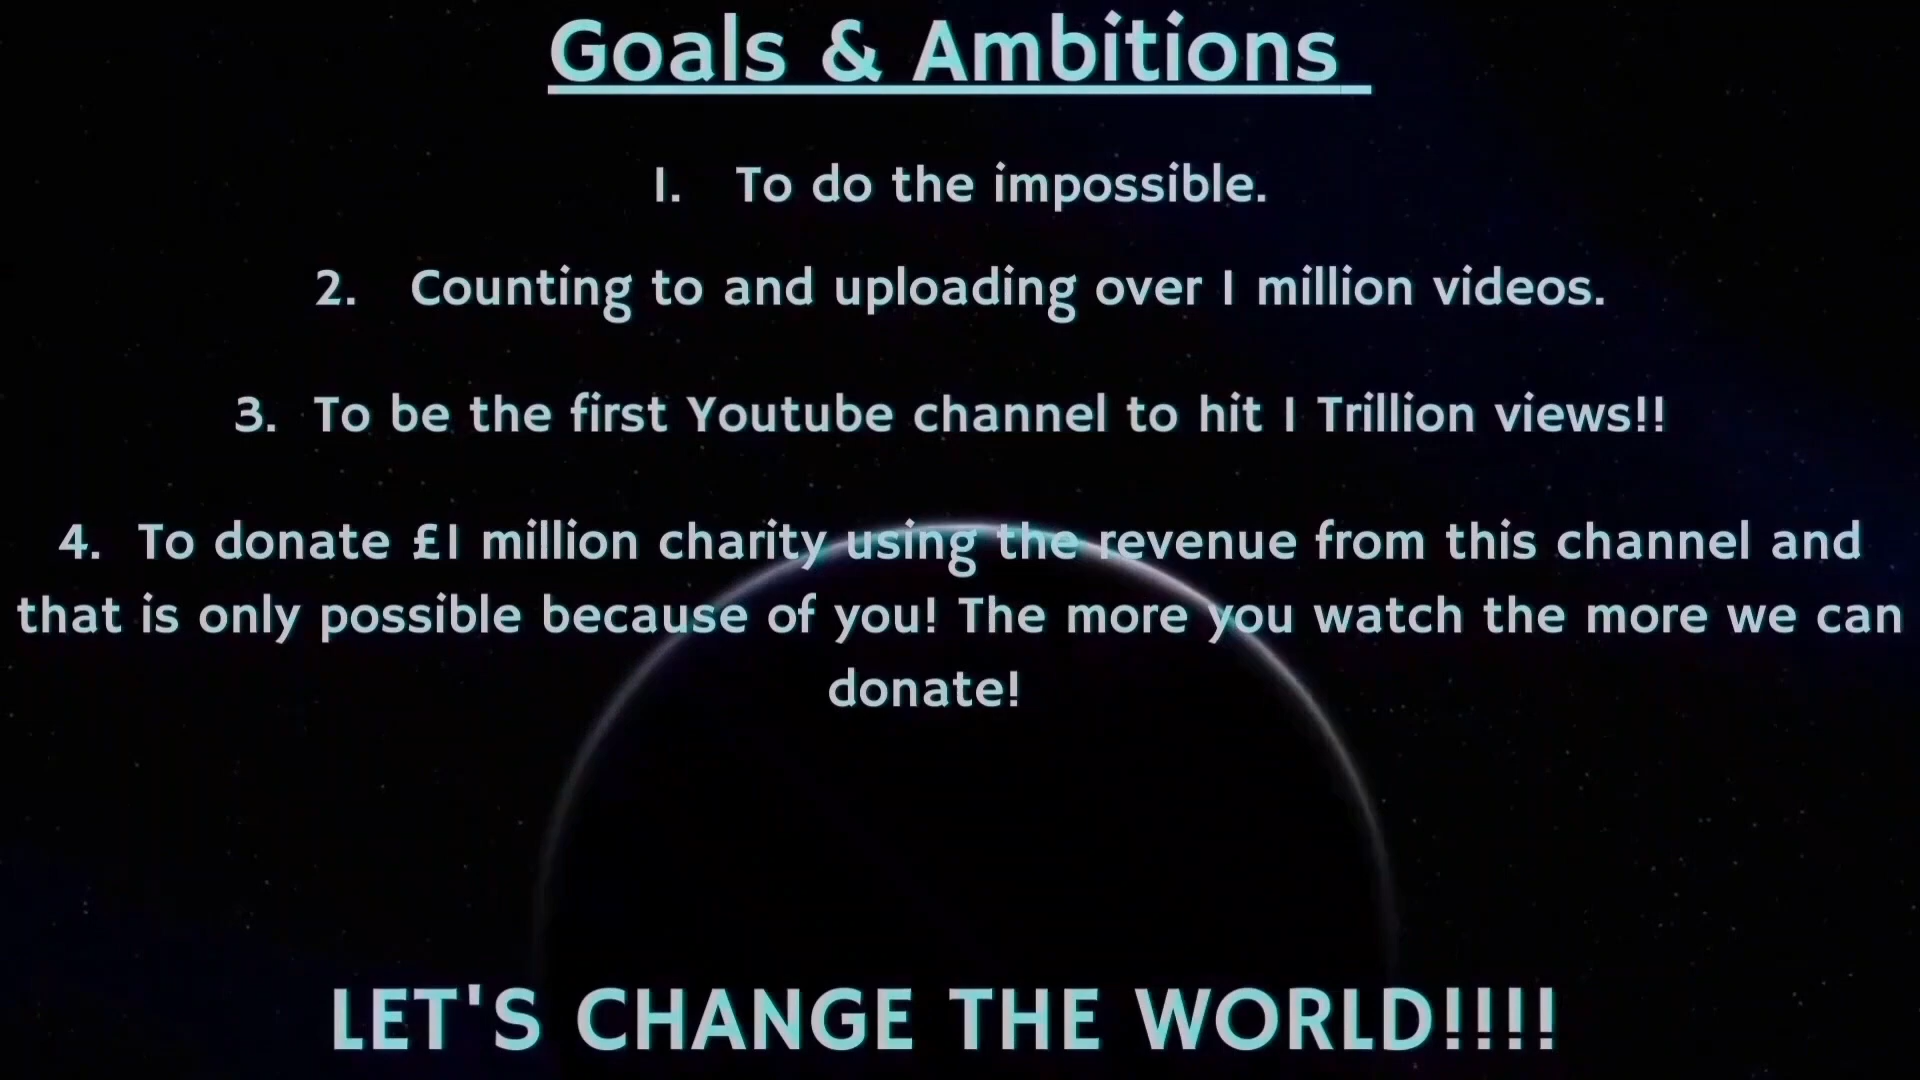 Goals & Ambitions
1. To do the impossible.
2. Counting to and uploading over 1 million videos.
3. To be the first Youtube channel to hit 1 Trillion views!!
4. To donate £1 million charity using the revenue from this channel and
that is only possible because of you! The more you watch the more we can
donate!
LET'S CHANGE THE WORLD!!!!